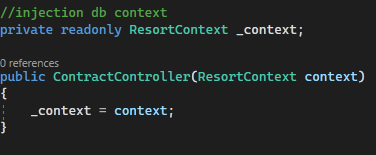 //injection db context
private readonly ResortContext _context;
0 references
public ContractController(ResortContext context)
{
_context = context;
}